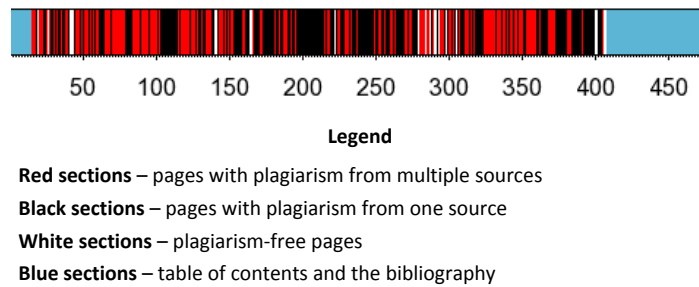 50 100 150 200 250 300 350 400 450
Legend
Red sections – pages with plagiarism from multiple sources
Black sections – pages with plagiarism from one source
White sections – plagiarism-free pages
Blue sections – table of contents and the bibliography